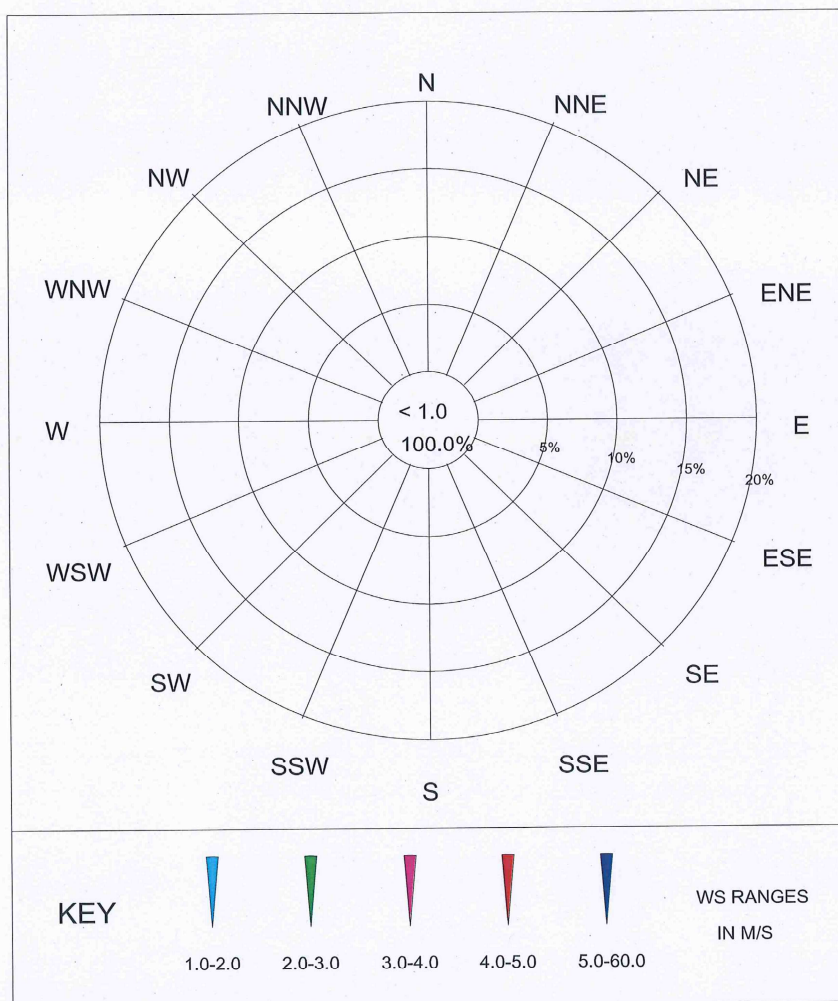 N
NNW
NNE
NW
NE
WNW
ENE
< 1.0
W
E
100.0%
5%
10%
15%
20%
WSW
ESE
SW
SE
SSW
SSE
S
KEY
WS RANGES
IN M/S
1.0-2.0
2.0-3.0
3.0-4.0
4.0-5.0
5.0-60.0